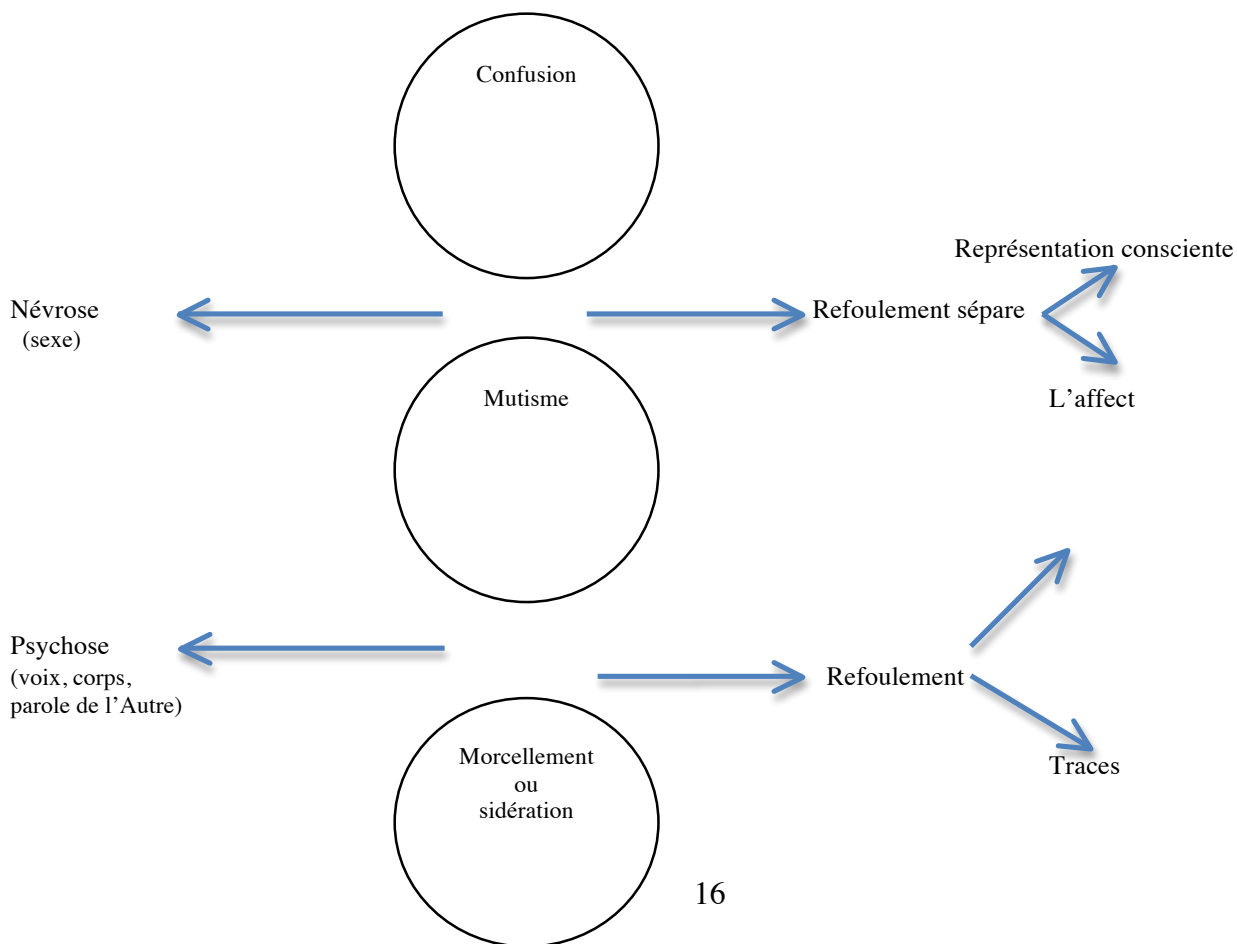 Confusion
Représentation consciente
Névrose
(sexe)
Refoulement sépare
Mutisme
L’affect
Psychose
(voix, corps,
parole de l’Autre)
Refoulement
Morcellement
ou
sidération
Traces
16